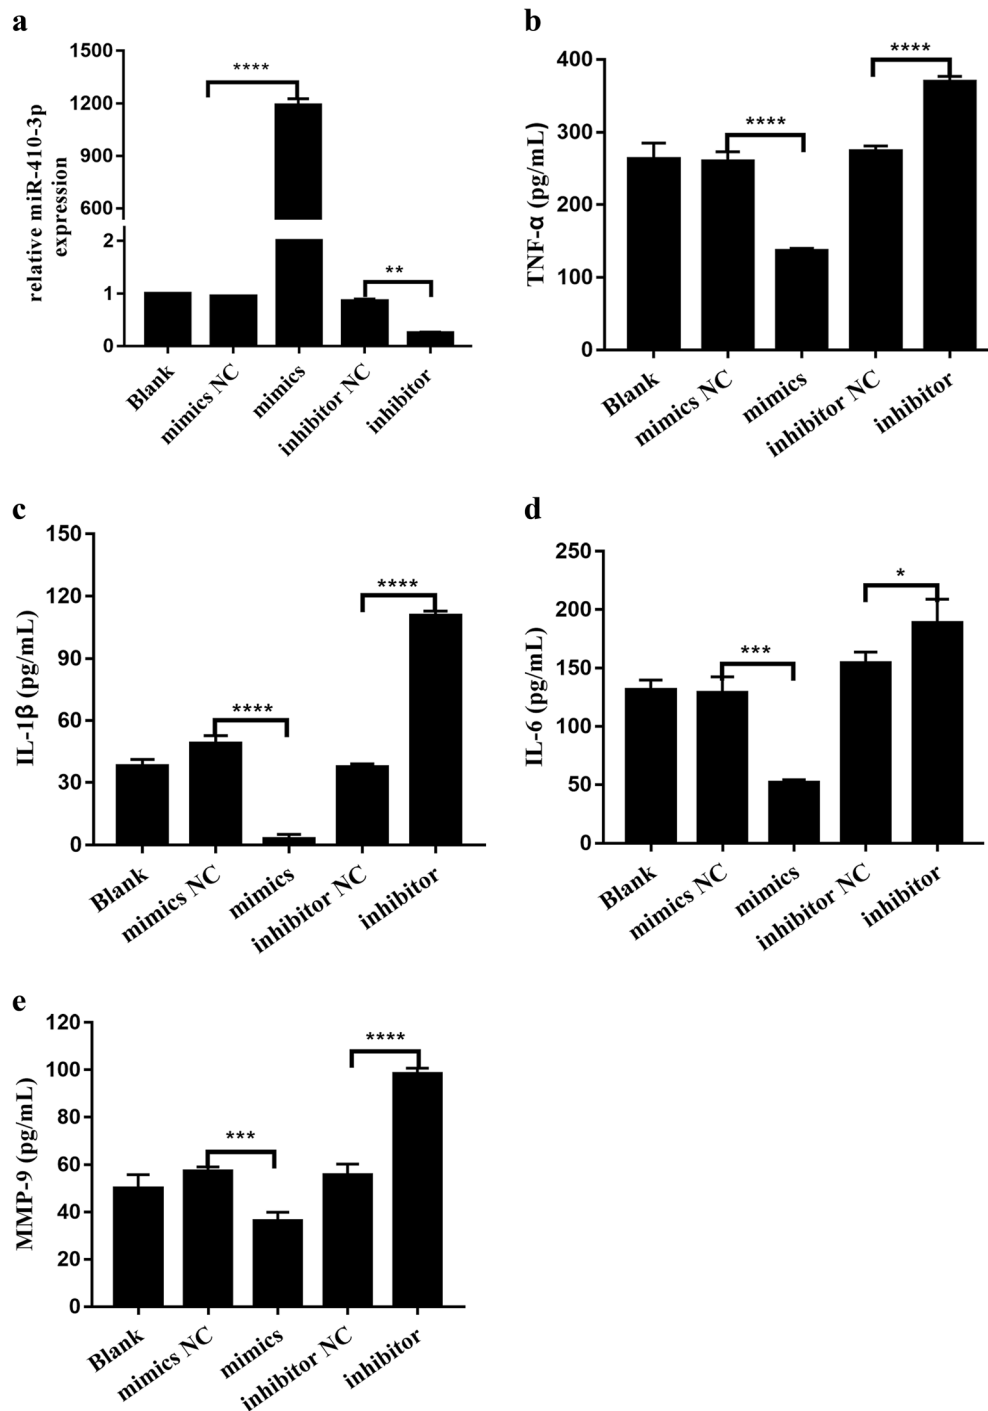 a
relative miR-410-3p
expression
1500
1200
900
600
2
1
0
****
**
Blank
mimics NC
mimics
inhibitor NC
inhibitor
b
TNF-α (pg/mL)
400
300
200
100
0
****
****
Blank
mimics NC
mimics
inhibitor NC
inhibitor
c
IL-1β (pg/mL)
150
120
90
60
30
0
****
****
Blank
mimics NC
mimics
inhibitor NC
inhibitor
d
IL-6 (pg/mL)
250
200
150
100
50
0
***
*
Blank
mimics NC
mimics
inhibitor NC
inhibitor
e
MMP-9 (pg/mL)
120
100
80
60
40
20
0
***
****
Blank
mimics NC
mimics
inhibitor NC
inhibitor